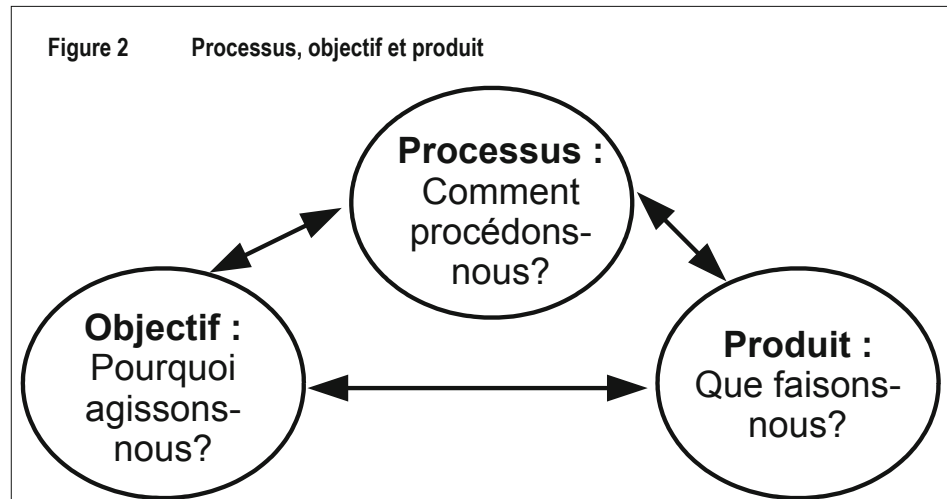 Figure 2 Processus, objectif et produit
Processus :
Comment
procédons-
nous?
Objectif :
Pourquoi
agissons-
nous?
Produit :
Que faisons-
nous?